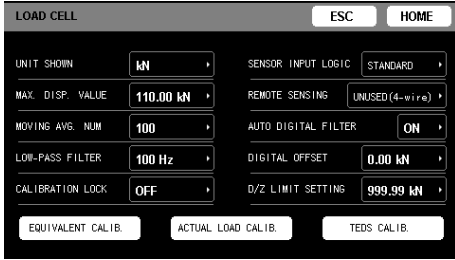 LOAD CELL ESC HOME
UNIT SHOWN kN SENSOR INPUT LOGIC STANDARD
MAX. DISP. VALUE 110.00 kN REMOTE SENSING UNUSED(4-wire)
MOVING AVG. NUM 100 AUTO DIGITAL FILTER ON
LOW-PASS FILTER 100 Hz DIGITAL OFFSET 0.00 kN
CALIBRATION LOCK OFF D/Z LIMIT SETTING 999.99 kN
EQUIVALENT CALIB. ACTUAL LOAD CALIB. TEDS CALIB.